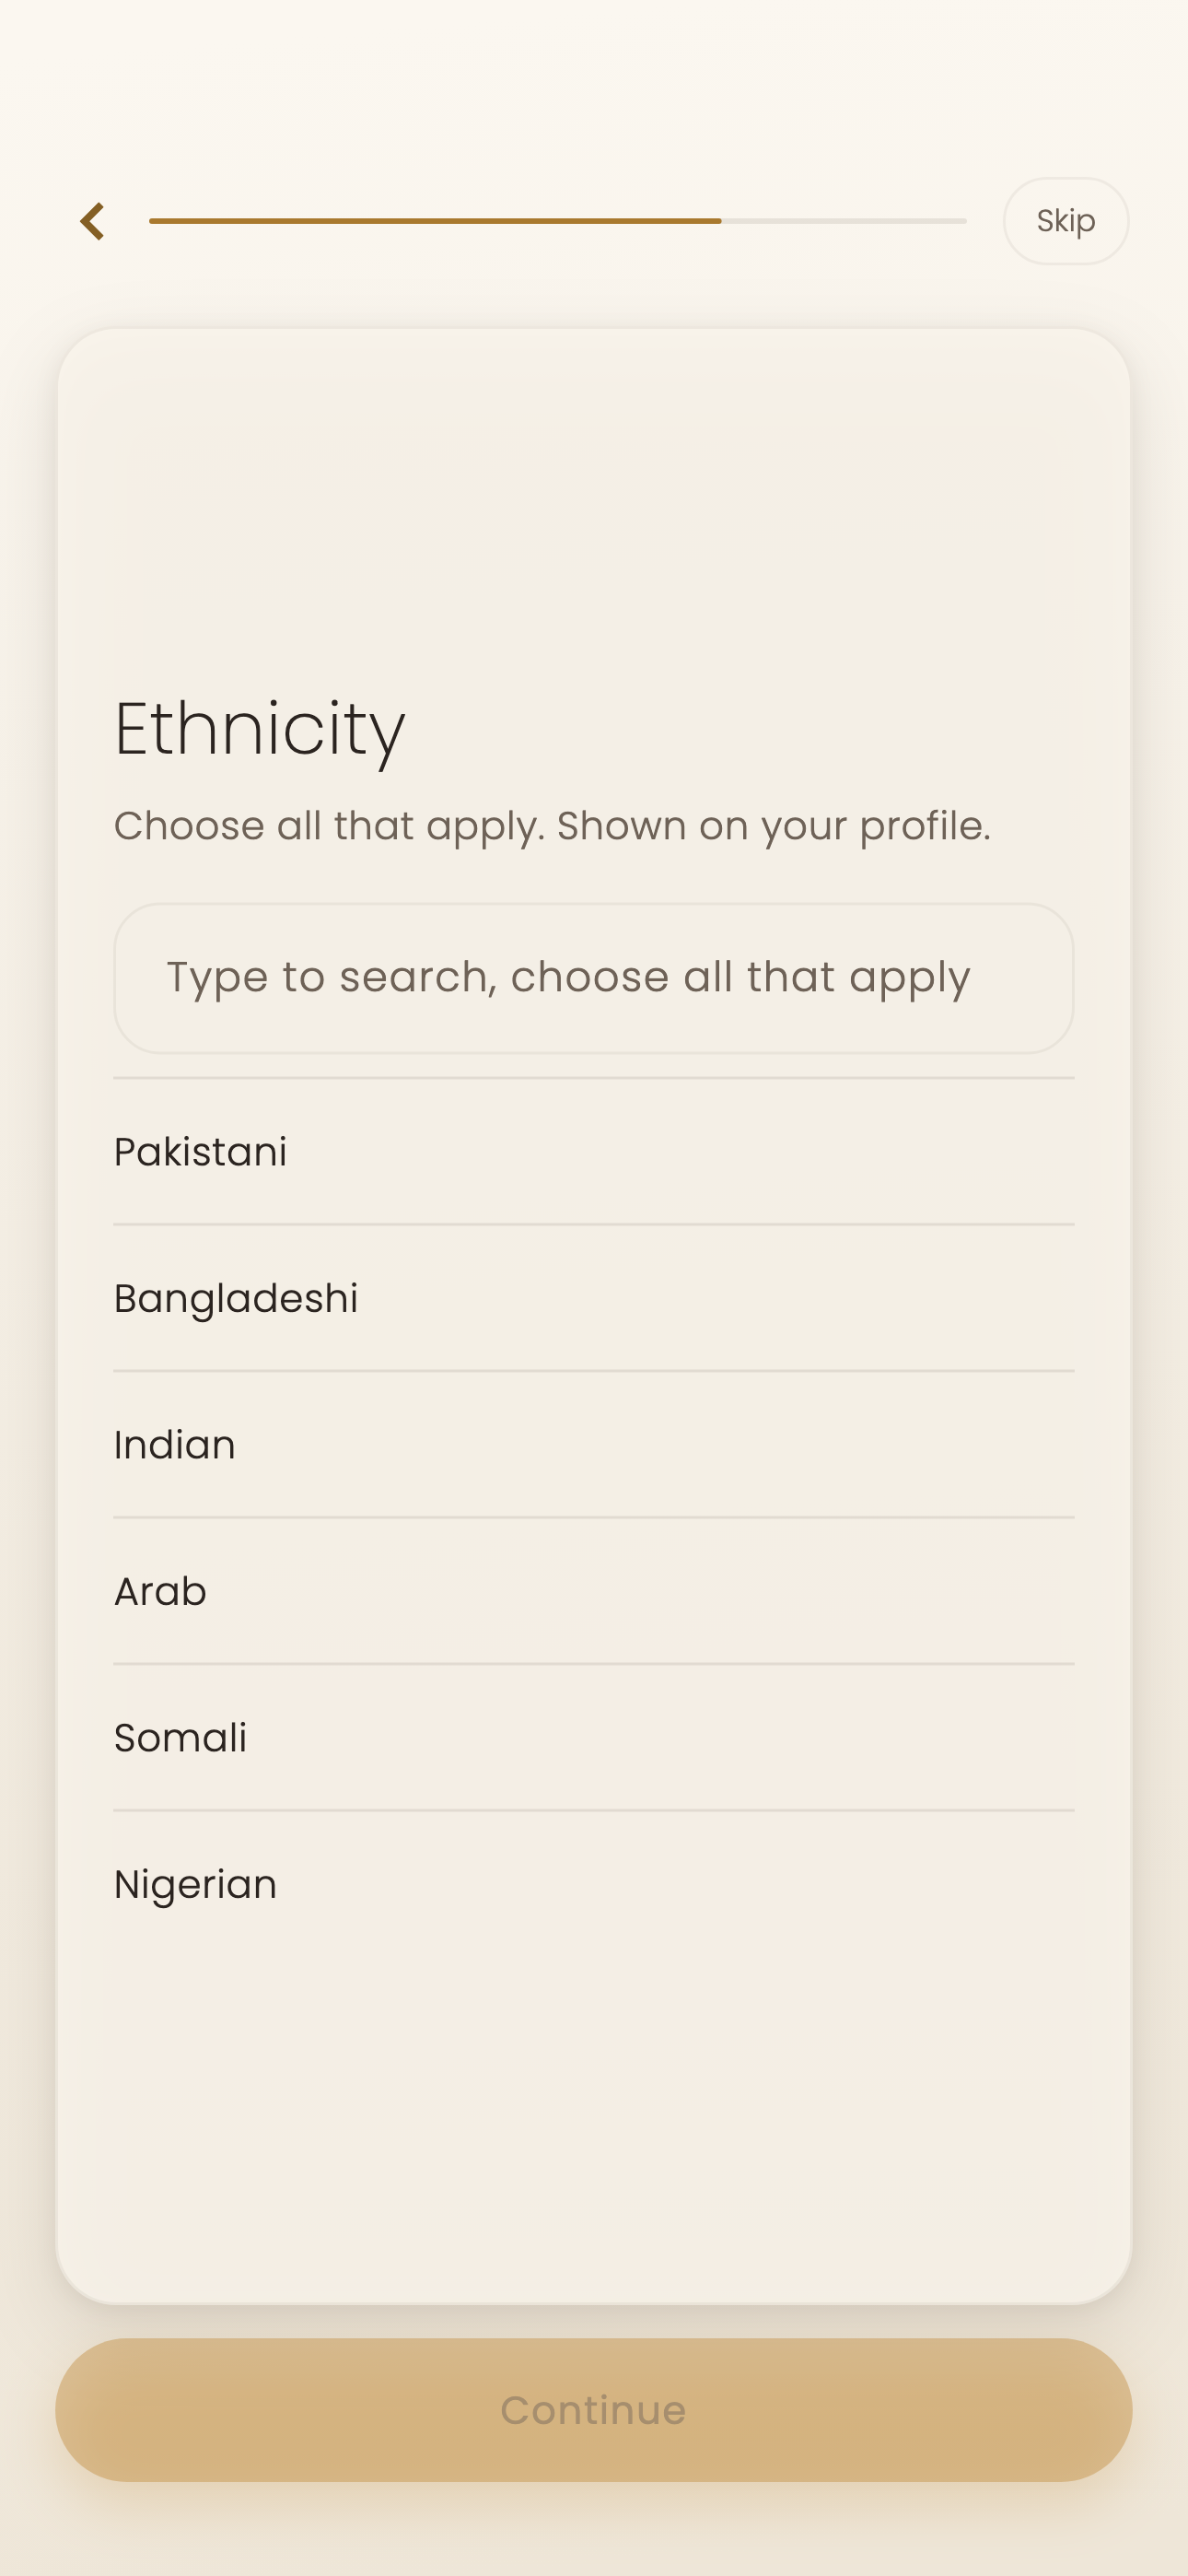 Skip
Ethnicity
Choose all that apply. Shown on your profile.
Type to search, choose all that apply
Pakistani
Bangladeshi
Indian
Arab
Somali
Nigerian
Continue